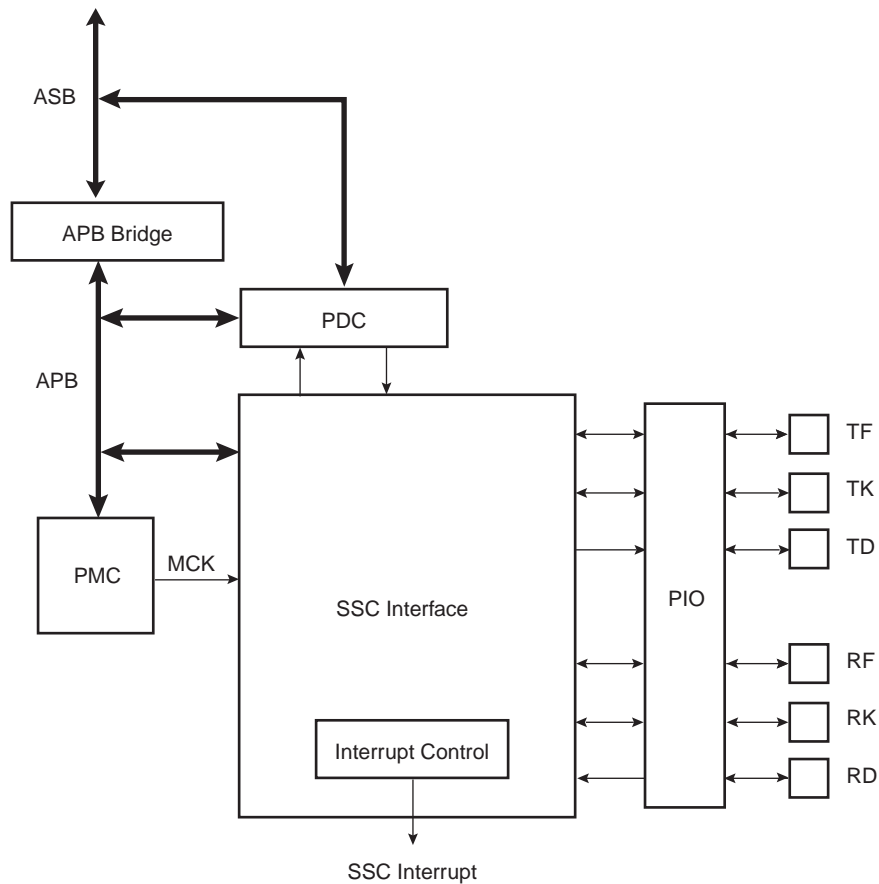 ASB
APB Bridge
PDC
APB
TF
TK
TD
MCK
PMC
PIO
SSC Interface
RF
RK
Interrupt Control
RD
SSC Interrupt